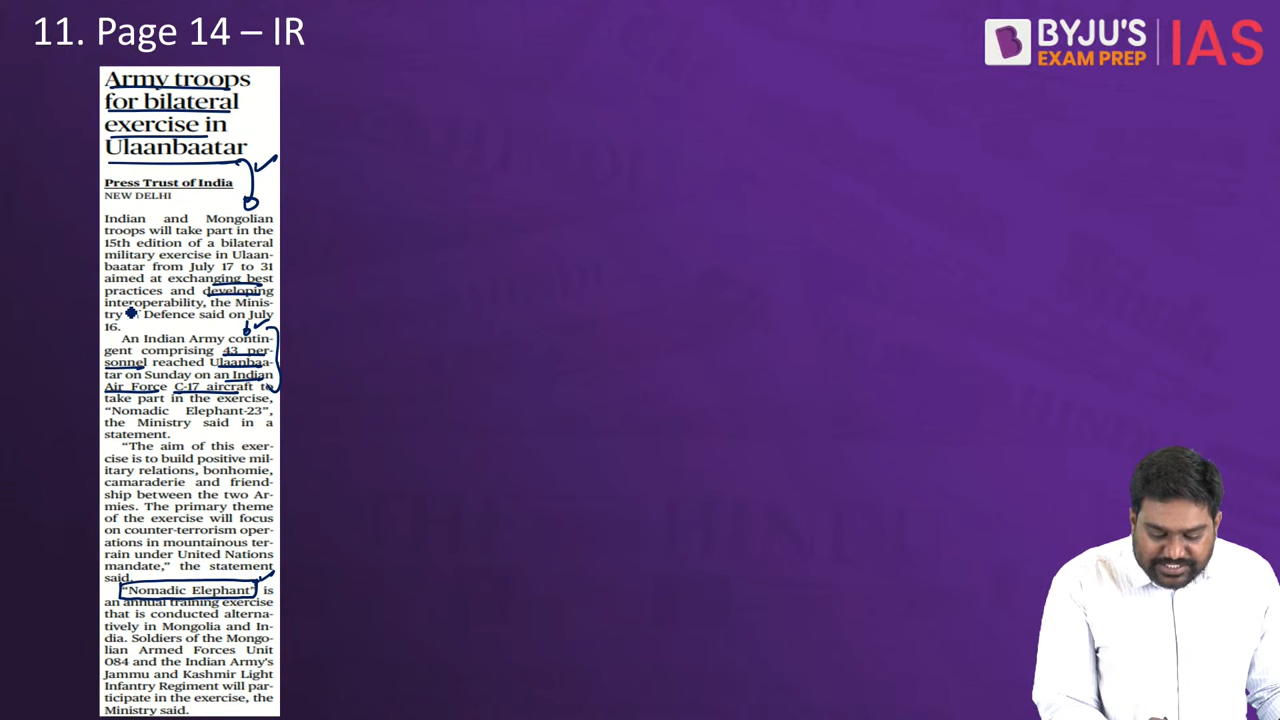 11. Page 14 – IR
BYJU'S
EXAM PREP
IAS
Army troops
for bilateral
exercise in
Ulaanbaatar
Press Trust of India
NEW DELHI
Indian and Mongolian
troops will take part in the
15th edition of a bilateral
military exercise in Ulaan-
baatar from July 17 to 31
aimed at exchanging best
practices and developing
interoperability, the Minis-
try Defence said on July
16.
An Indian Army contin-
gent comprising 43 per-
sonnel reached Ulaanbaa-
tar on Sunday on an Indian
Air Force C-17 aircraft to
take part in the exercise,
“Nomadic Elephant-23”,
the Ministry said in a
statement.
“The aim of this exer-
cise is to build positive mil-
itary relations, bonhomie,
camaraderie and friend-
ship between the two Ar-
mies. The primary theme
of the exercise will focus
on counter-terrorism oper-
ations in mountainous ter-
rain under United Nations
mandate,” the statement
said.
“Nomadic Elephant” is
an annual training exercise
that is conducted alterna-
tively in Mongolia and In-
dia. Soldiers of the Mongo-
lian Armed Forces Unit
084 and the Indian Army's
Jammu and Kashmir Light
Infantry Regiment will par-
ticipate in the exercise, the
Ministry said.